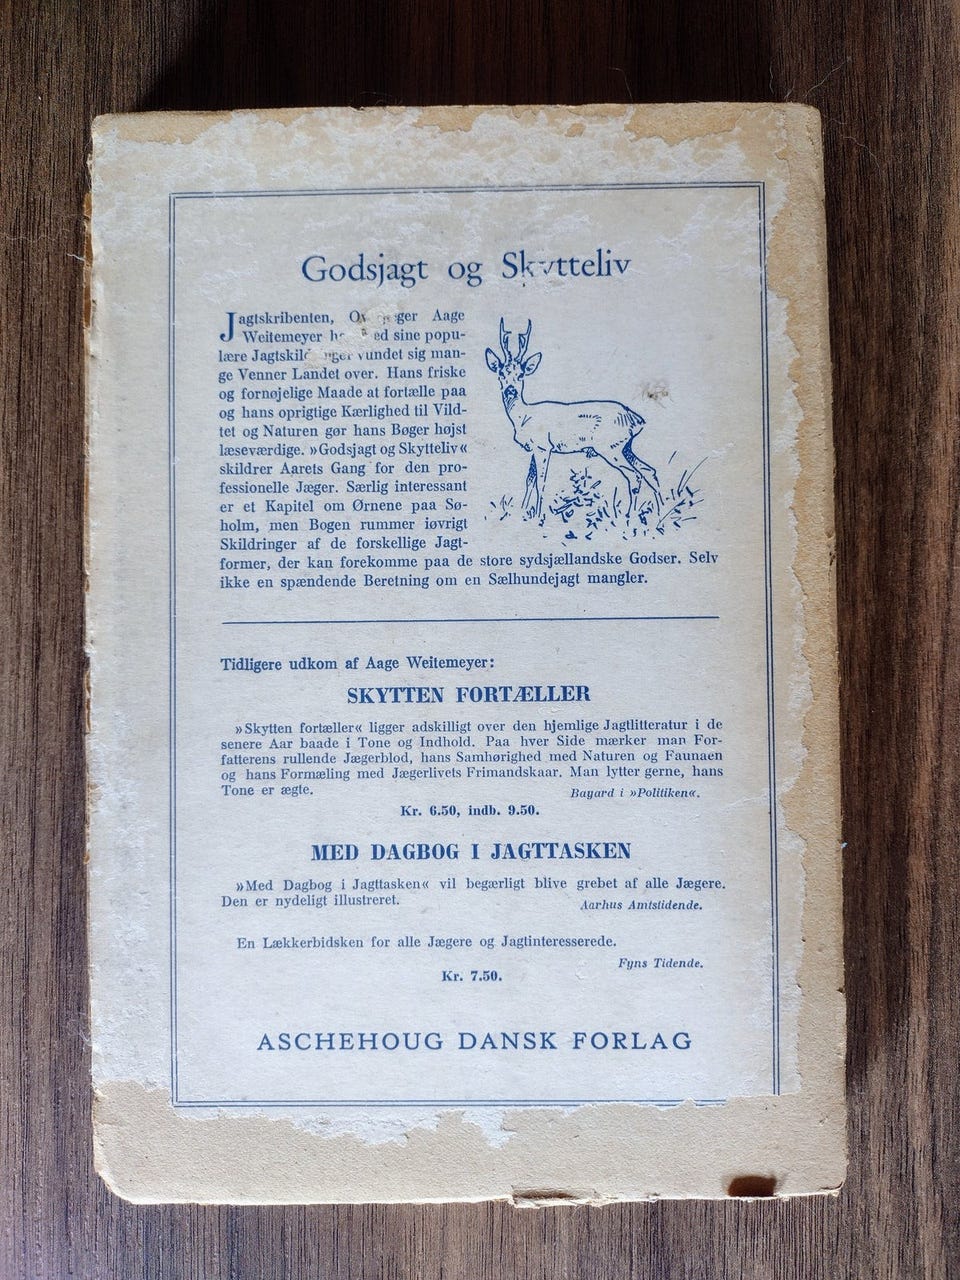 Godsjagt og Skytteliv
Jagtskribenten, Aage
Weitemeyer sine popu-
lære vundet sig man-
ge Venner Landet over. Hans friske
og fornøjelige Maade at fortælle paa
og hans oprigtige Kærlighed til Vild-
tet og Naturen gør hans Bøger højst
læseværdige. »Godsjagt og Skytteliv«
skildrer Aarets Gang for den pro-
fessionelle Jæger. Særlig interessant
er et Kapitel om Ørnene paa Sø-
holm, men Bogen rummer iøvrigt
Skildringer af de forskellige Jagt-
former, der kan forekomme paa de store sydsjællandske Godser. Selv
ikke en spændende Beretning om en Sælhundejagt mangler.
Tidligere udkom af Aage Weitemeyer:
SKYTTEN FORTÆLLER
»Skytten fortæller« ligger adskilligt over den hjemlige Jagtlitteratur i de
senere Aar baade i Tone og Indhold. Paa hver Side mærker man For-
fatterens rullende Jægerblod, hans Samhørighed med Naturen og Faunaen
og hans Formæling med Jægerlivets Frimandskaar. Man lytter gerne, hans
Tone er ægte. Bayard i »Politiken«.
Kr. 6.50, indb. 9.50.
MED DAGBOG I JAGTTASKEN
»Med Dagbog i Jagttasken« vil begærligt blive grebet af alle Jægere.
Den er nydeligt illustreret. Aarhus Amtstidende.
En Lækkerbidsken for alle Jægere og Jagtinteresserede.
Fyns Tidende.
Kr. 7.50.
ASCHEHOUG DANSK FORLAG